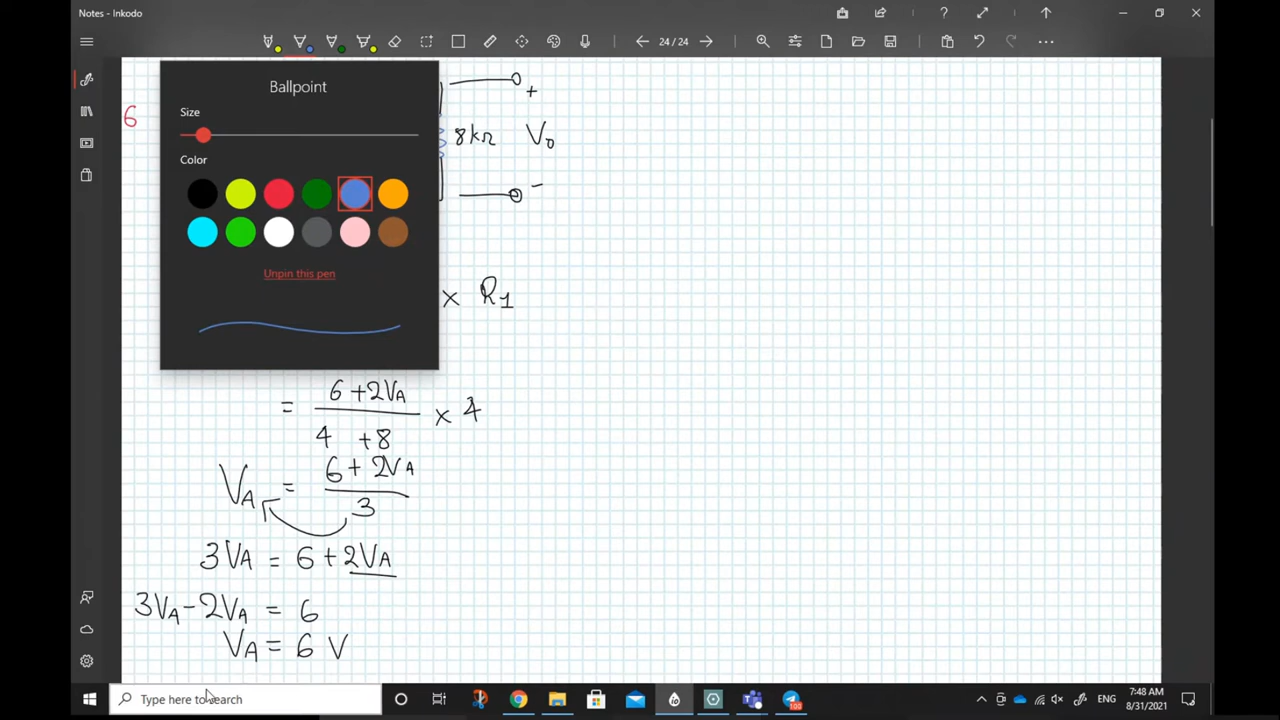 Notes - Inkodo
24 / 24
Ballpoint
Size
Color
Unpin this pen
6
+
8kΩ V₀
-
x R₁
= 6 + 2VA x 4
4 + 8
VA = 6 + 2VA
3
3VA = 6 + 2VA
3VA - 2VA = 6
VA = 6 V
Type here to search
100
ENG
7:48 AM
8/31/2021